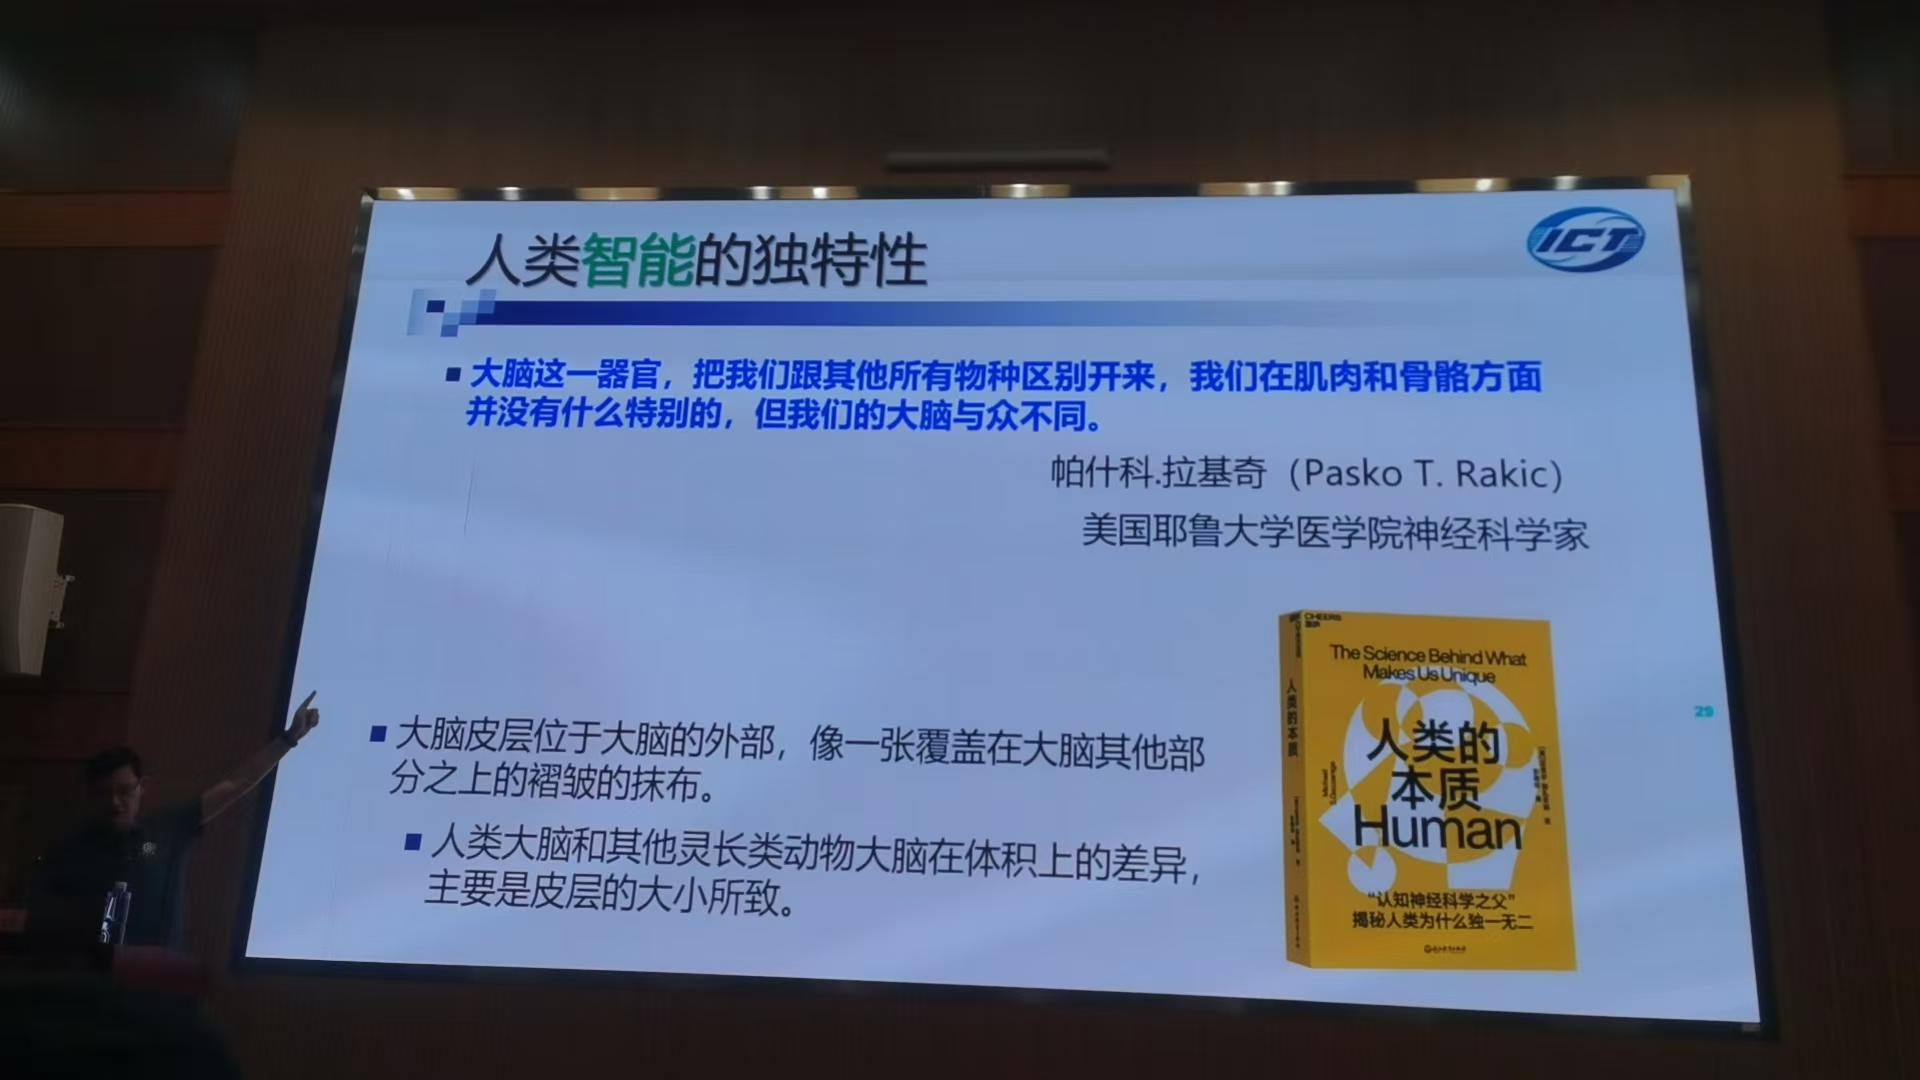 人类智能的独特性
ICT
大脑这一器官，把我们跟其他所有物种区别开来，我们在肌肉和骨骼方面
并没有什么特别的，但我们的大脑与众不同。
帕什科.拉基奇（Pasko T. Rakic）
美国耶鲁大学医学院神经科学家
大脑皮层位于大脑的外部，像一张覆盖在大脑其他部
分之上的褶皱的抹布。
人类大脑和其他灵长类动物大脑在体积上的差异，
主要是皮层的大小所致。
CHEERS
The Science Behind What
Makes Us Unique
人类的
本质
Human
“认知神经科学之父”
揭秘人类为什么独一无二
人类的本质
29